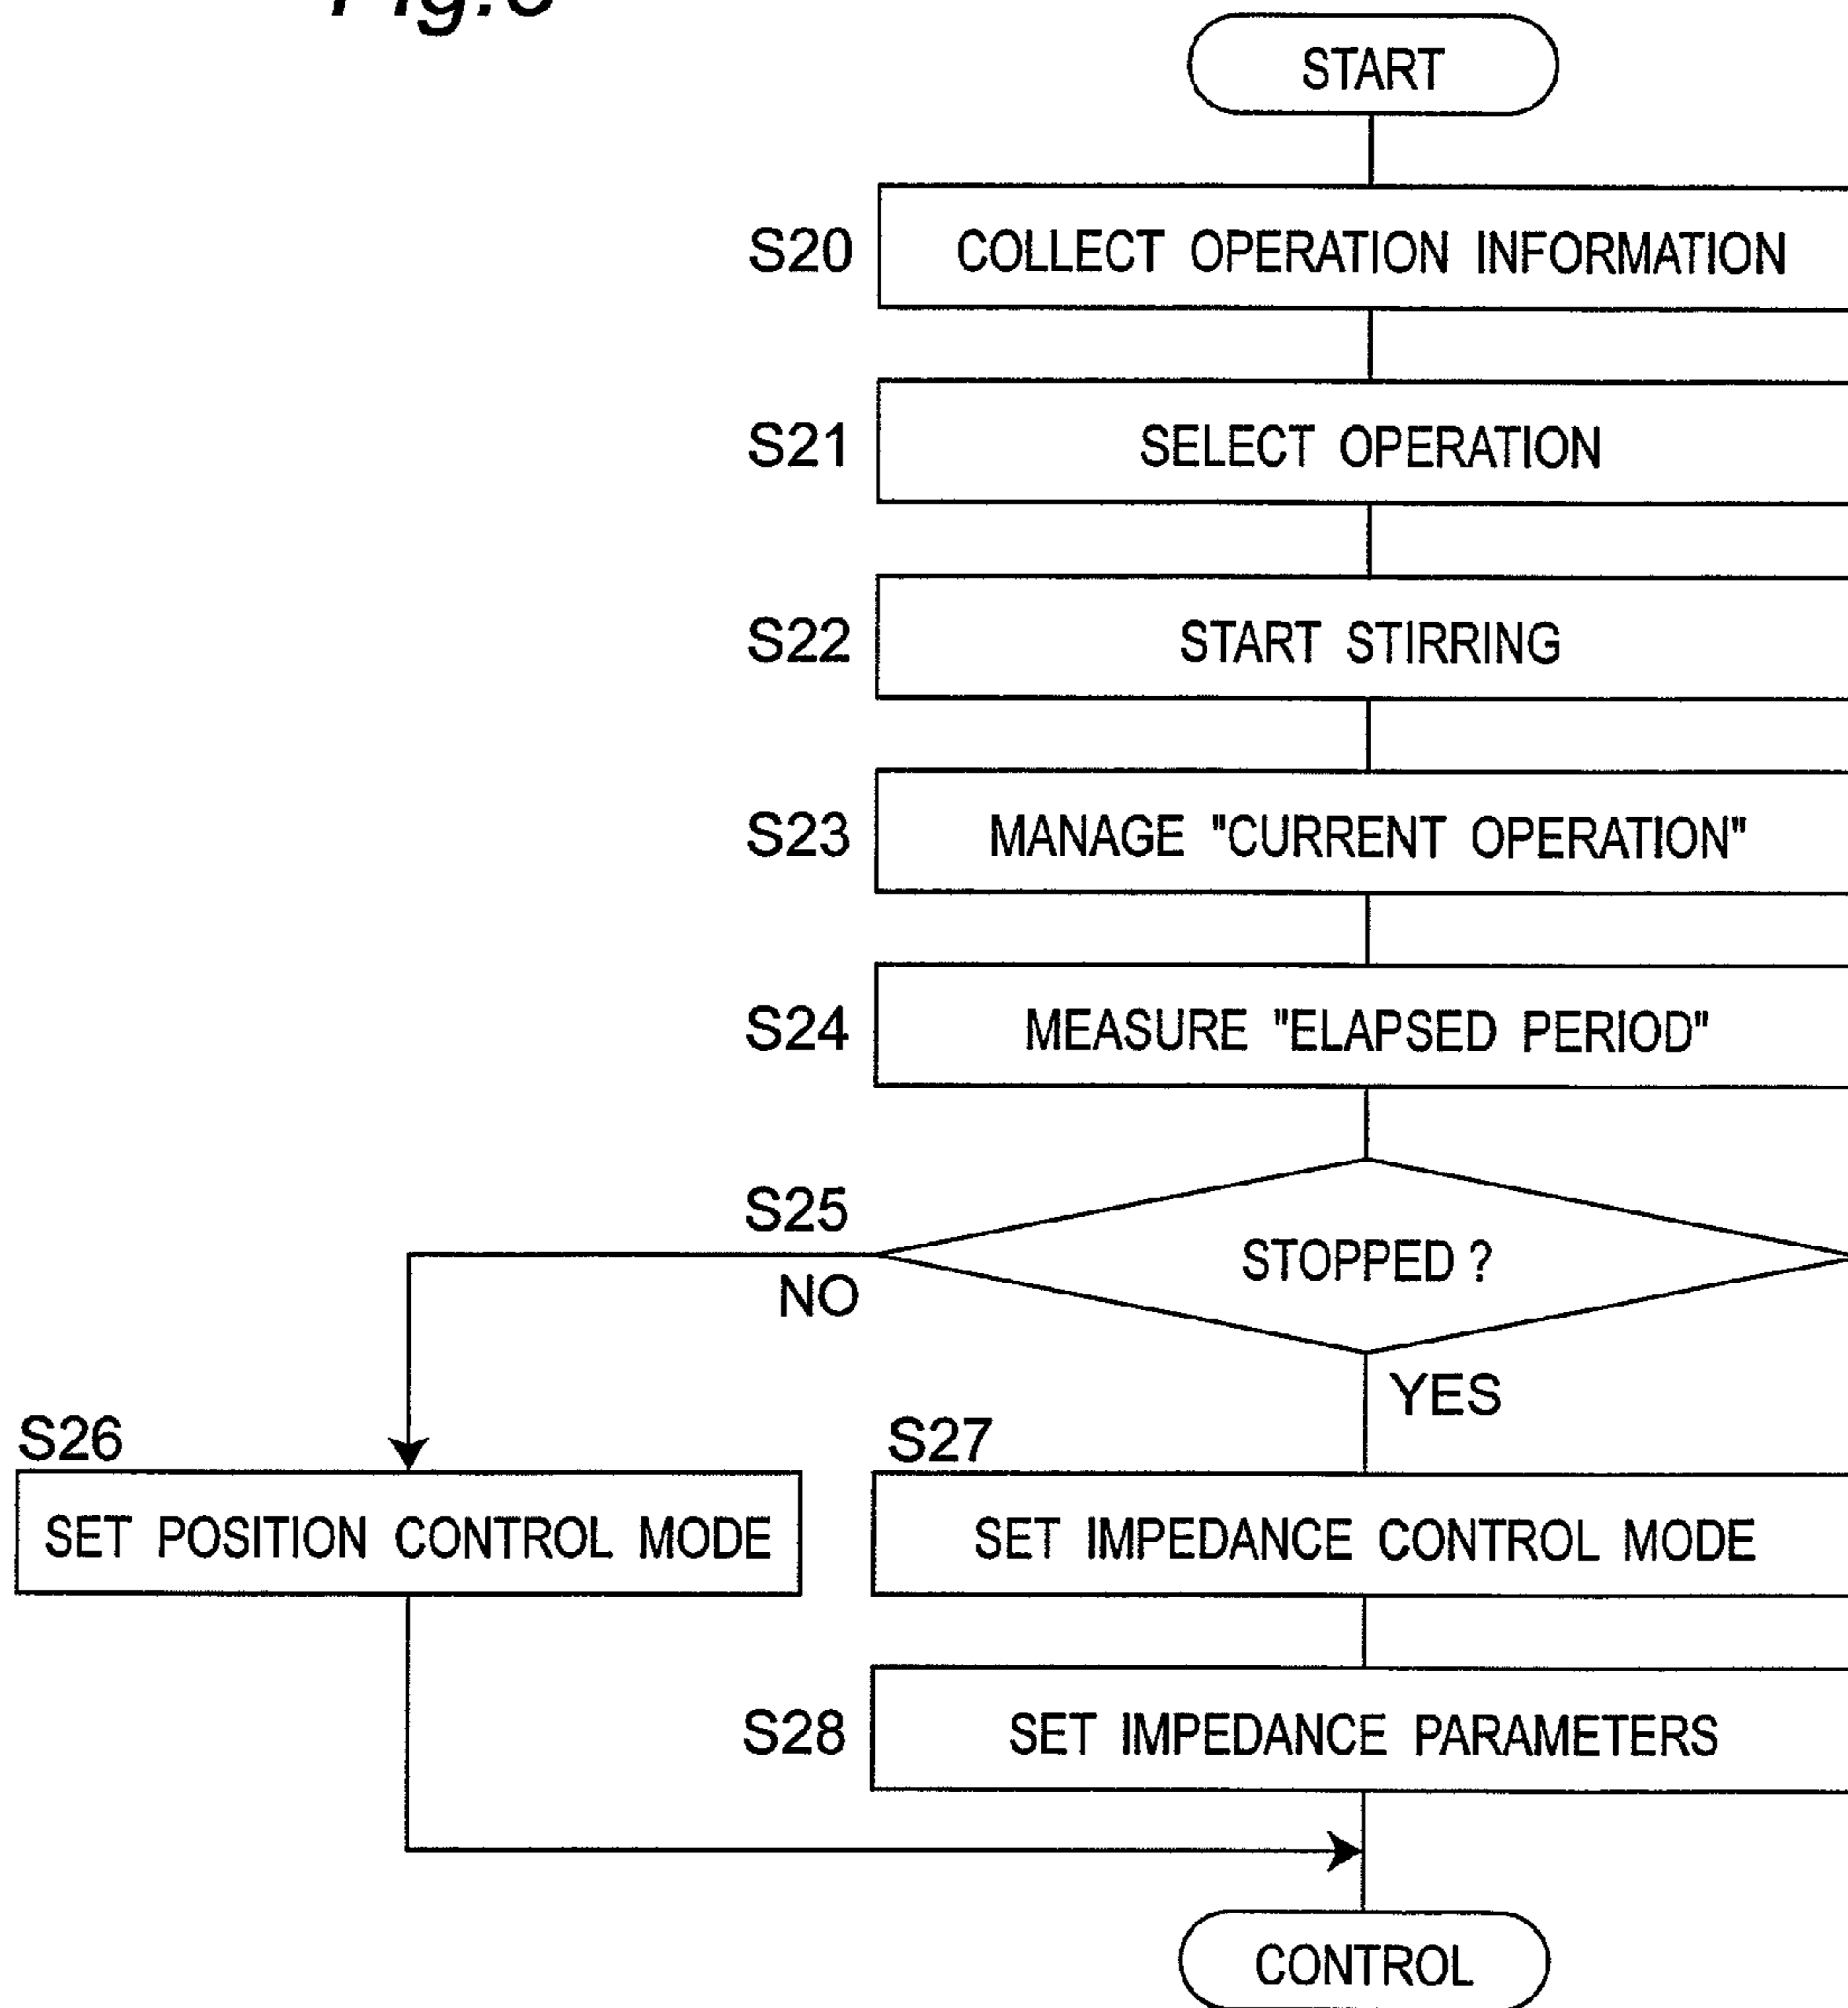 START
S20 COLLECT OPERATION INFORMATION
S21 SELECT OPERATION
S22 START STIRRING
S23 MANAGE "CURRENT OPERATION"
S24 MEASURE "ELAPSED PERIOD"
S25
STOPPED ?
NO
YES
S26
SET POSITION CONTROL MODE
S27
SET IMPEDANCE CONTROL MODE
S28 SET IMPEDANCE PARAMETERS
CONTROL